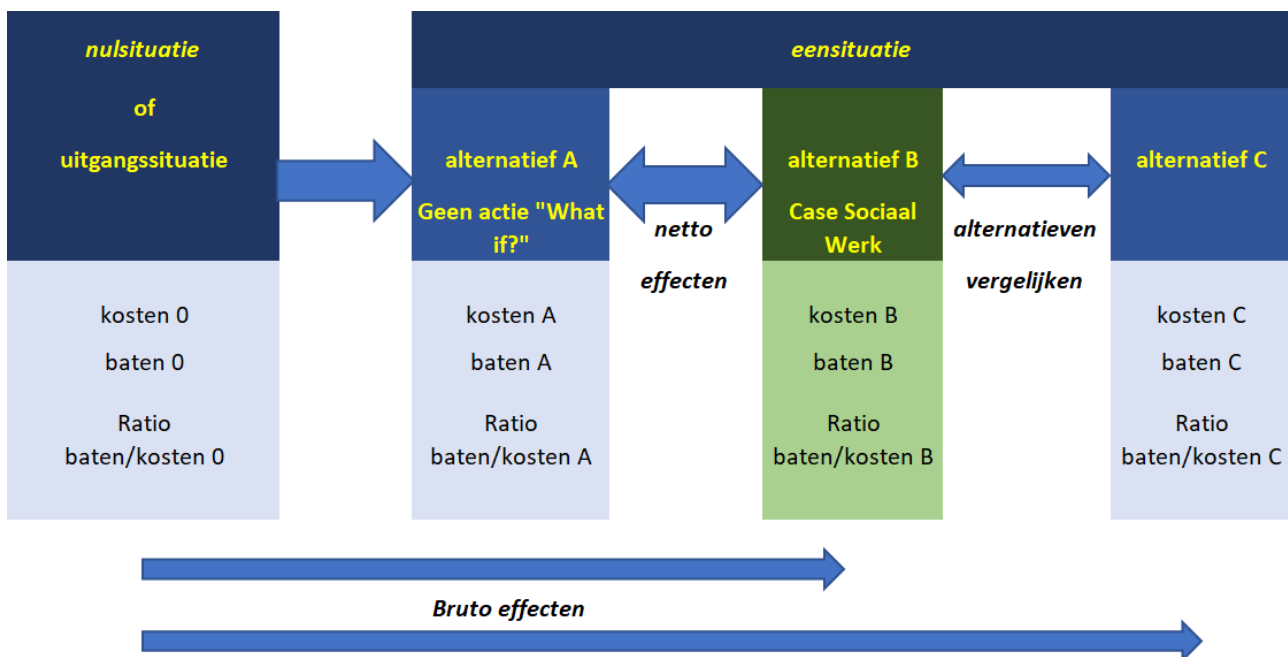 nulsituatie
of
uitgangssituatie
eensituatie
alternatief A
Geen actie "What
if?"
netto
effecten
alternatief B
Case Sociaal
Werk
alternatieven
vergelijken
alternatief C
kosten 0
baten 0
Ratio
baten/kosten 0
kosten A
baten A
Ratio
baten/kosten A
kosten B
baten B
Ratio
baten/kosten B
kosten C
baten C
Ratio
baten/kosten C
Bruto effecten